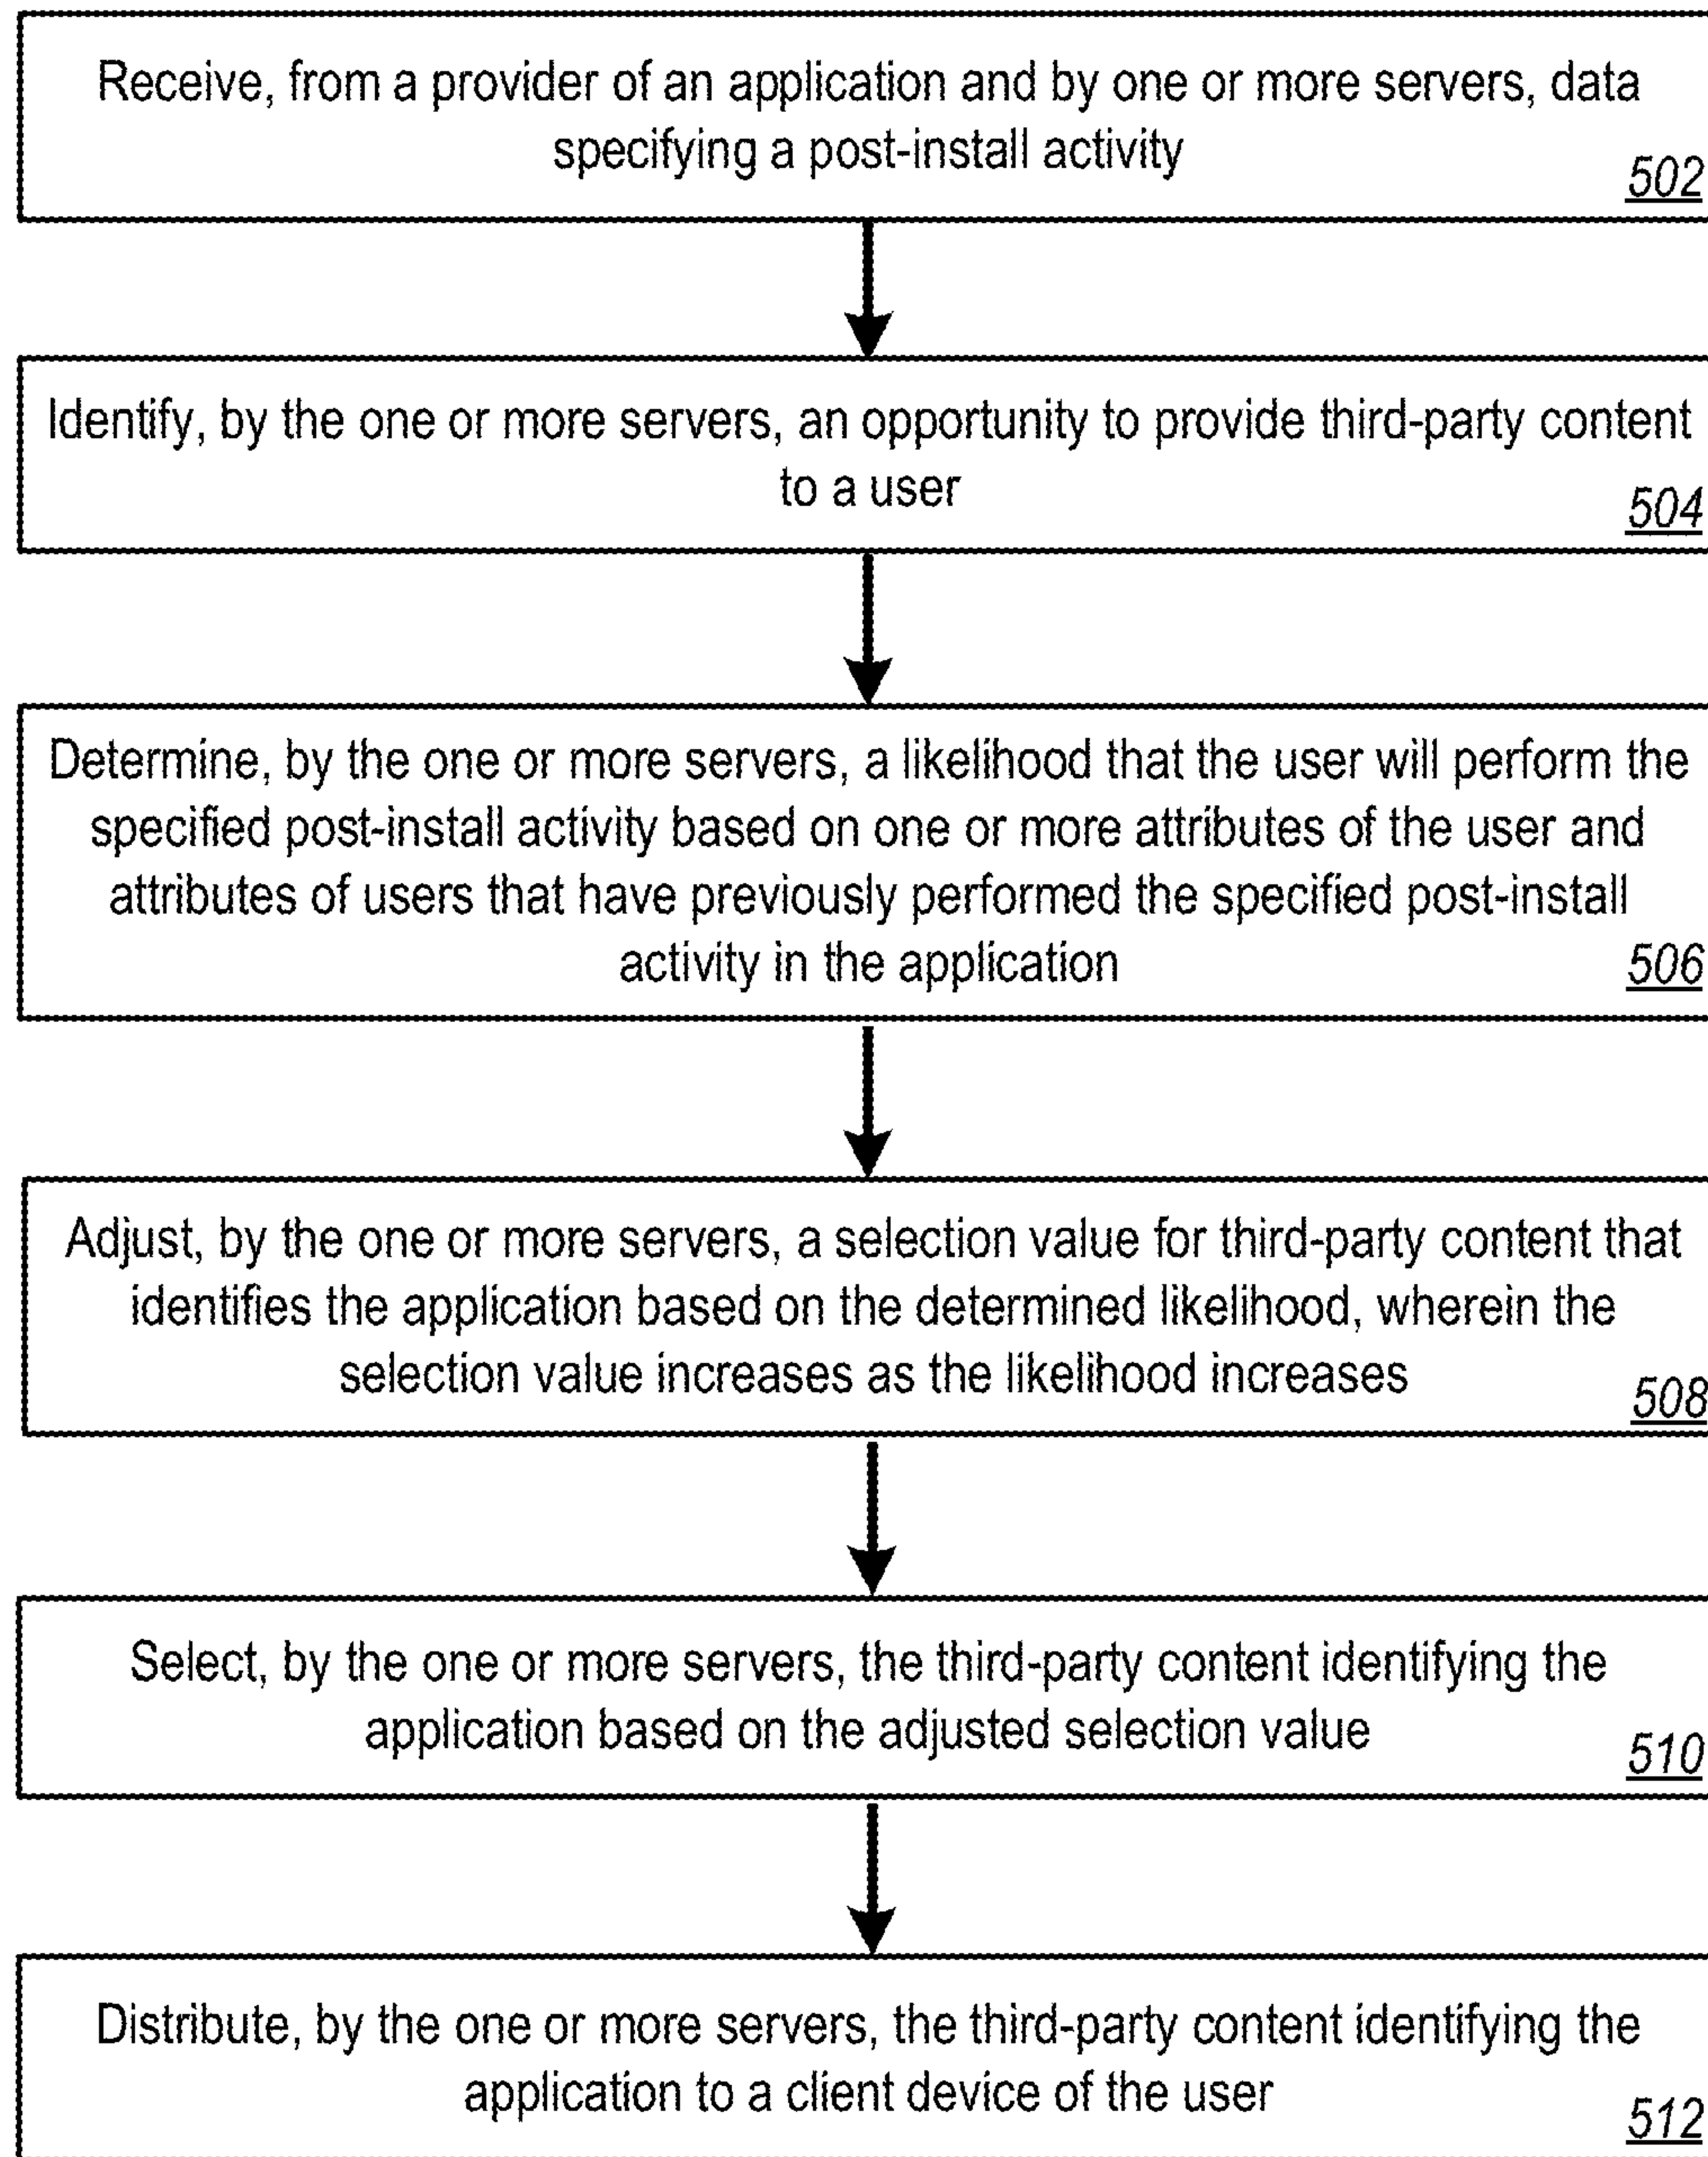 Receive, from a provider of an application and by one or more servers, data
specifying a post-install activity
502
Identify, by the one or more servers, an opportunity to provide third-party content
to a user
504
Determine, by the one or more servers, a likelihood that the user will perform the
specified post-install activity based on one or more attributes of the user and
attributes of users that have previously performed the specified post-install
activity in the application
506
Adjust, by the one or more servers, a selection value for third-party content that
identifies the application based on the determined likelihood, wherein the
selection value increases as the likelihood increases
508
Select, by the one or more servers, the third-party content identifying the
application based on the adjusted selection value
510
Distribute, by the one or more servers, the third-party content identifying the
application to a client device of the user
512